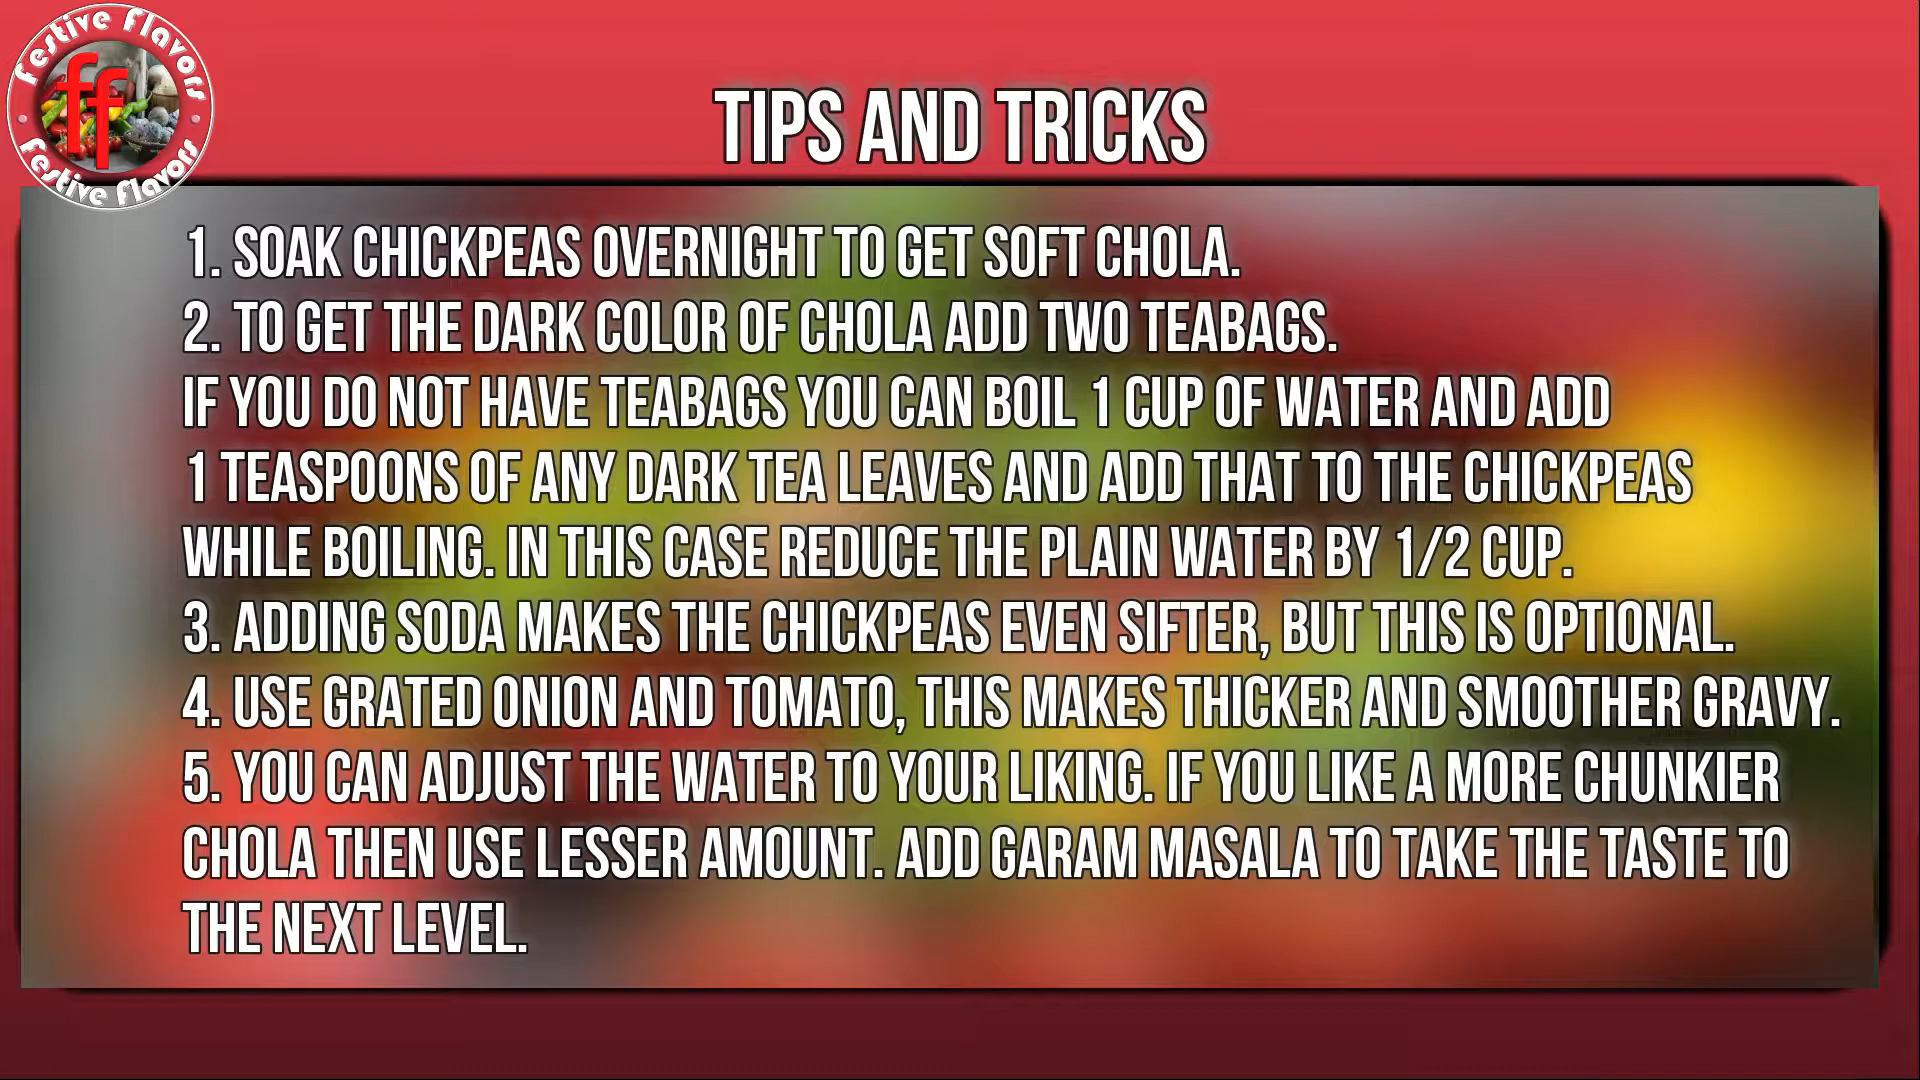 Festive Flavors
ff
Festive Flavors
TIPS AND TRICKS
1. SOAK CHICKPEAS OVERNIGHT TO GET SOFT CHOLA.
2. TO GET THE DARK COLOR OF CHOLA ADD TWO TEABAGS.
IF YOU DO NOT HAVE TEABAGS YOU CAN BOIL 1 CUP OF WATER AND ADD
1 TEASPOONS OF ANY DARK TEA LEAVES AND ADD THAT TO THE CHICKPEAS
WHILE BOILING. IN THIS CASE REDUCE THE PLAIN WATER BY 1/2 CUP.
3. ADDING SODA MAKES THE CHICKPEAS EVEN SIFTER, BUT THIS IS OPTIONAL.
4. USE GRATED ONION AND TOMATO, THIS MAKES THICKER AND SMOOTHER GRAVY.
5. YOU CAN ADJUST THE WATER TO YOUR LIKING. IF YOU LIKE A MORE CHUNKIER
CHOLA THEN USE LESSER AMOUNT. ADD GARAM MASALA TO TAKE THE TASTE TO
THE NEXT LEVEL.